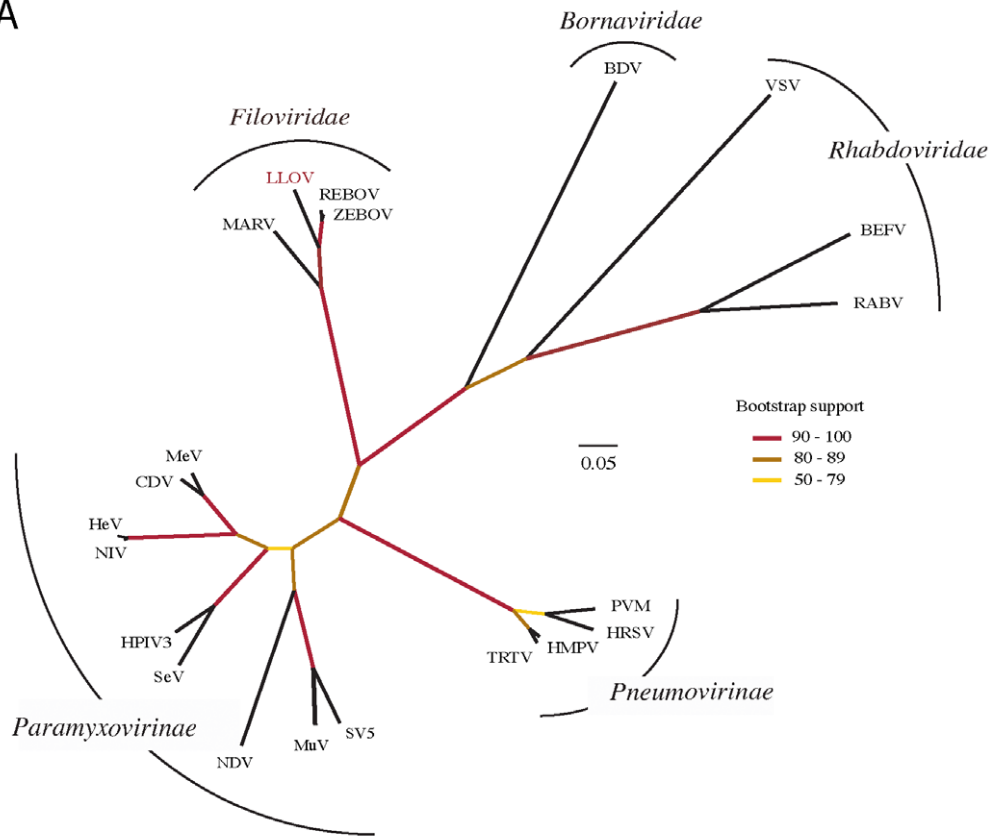 A
Bornaviridae
BDV
VSV
Filoviridae
Rhabdoviridae
LLOV
REBOV
ZEBOV
MARV
BEFV
RABV
Bootstrap support
90 - 100
80 - 89
50 - 79
0.05
MeV
CDV
HeV
NIV
HPIV3
SeV
PVM
HRSV
HMPV
TRTV
Pneumovirinae
Paramyxovirinae
SV5
MuV
NDV